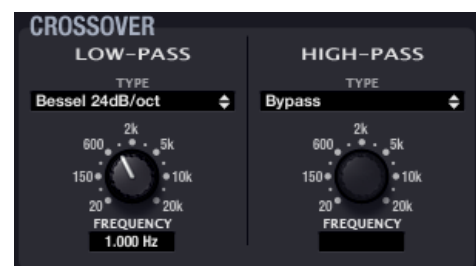 CROSSOVER
LOW-PASS
TYPE
Bessel 24dB/oct
2k
600 5k
150 10k
20 20k
FREQUENCY
1.000 Hz
HIGH-PASS
TYPE
Bypass
2k
600 5k
150 10k
20 20k
FREQUENCY